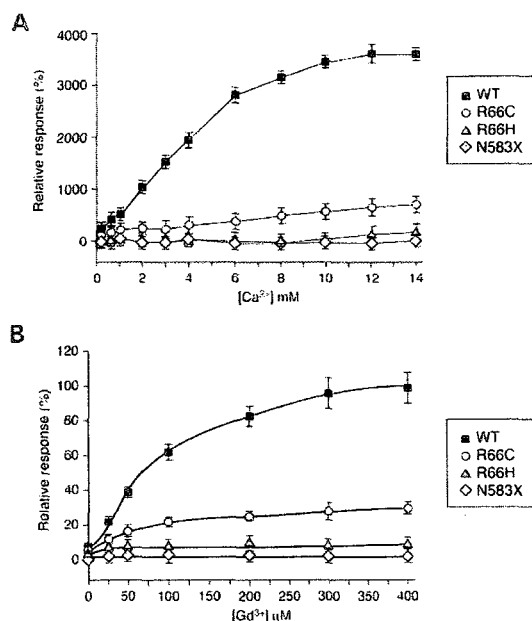 A
Relative response (%)
4000
3000
2000
1000
0
0 2 4 6 8 10 12 14
[Ca²⁺] mM
WT
R66C
R66H
N583X
B
Relative response (%)
120
100
80
60
40
20
0
0 50 100 150 200 250 300 350 400
[Gd³⁺] µM
WT
R66C
R66H
N583X